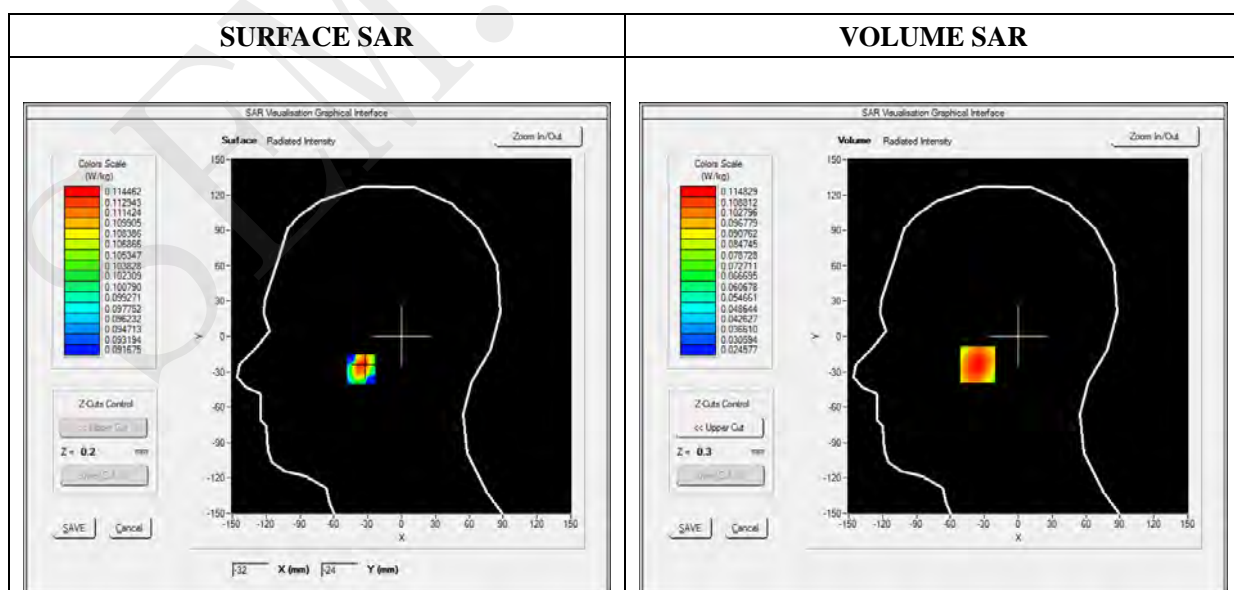 SURFACE SAR
VOLUME SAR
SAR Visualisation Graphical Interface
Surface Radiated Intensity
Zoom In/Out
Colors Scale
(W/kg)
0.114462
0.112943
0.111424
0.109905
0.108386
0.106866
0.105347
0.103828
0.102309
0.100790
0.099271
0.097752
0.096232
0.094713
0.093194
0.091675
Z-Cuts Control
<< Upper Cut
Z = 0.2 mm
SAVE
Cancel
150
120
90
60
30
0
-30
-60
-90
-120
-150
Y
-150 -120 -90 -60 -30 0 30 60 90 120 150
X
-32 X (mm) -24 Y (mm)
SAR Visualisation Graphical Interface
Volume Radiated Intensity
Zoom In/Out
Colors Scale
(W/kg)
0.114829
0.108812
0.102796
0.096779
0.090762
0.084745
0.078728
0.072711
0.066695
0.060678
0.054661
0.048644
0.042627
0.036610
0.030594
0.024577
Z-Cuts Control
<< Upper Cut
Z = 0.3 mm
SAVE
Cancel
150
120
90
60
30
0
-30
-60
-90
-120
-150
Y
-150 -120 -90 -60 -30 0 30 60 90 120 150
X